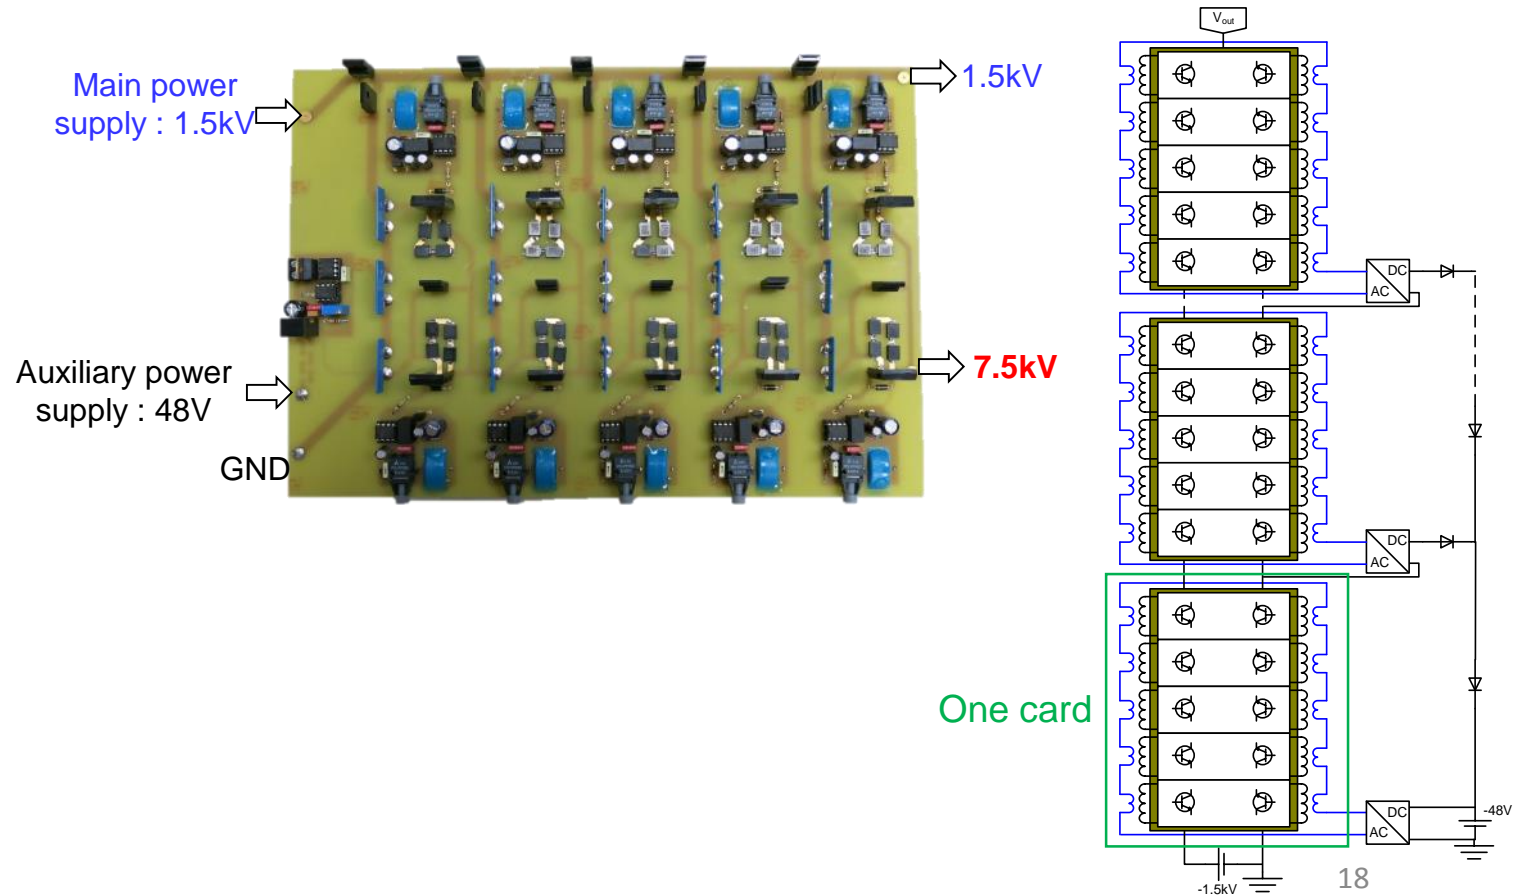 Main power
supply : 1.5kV
1.5kV
Auxiliary power
supply : 48V
7.5kV
GND
Vout
DC
AC
DC
AC
One card
DC
AC
-48V
-1.5kV
18